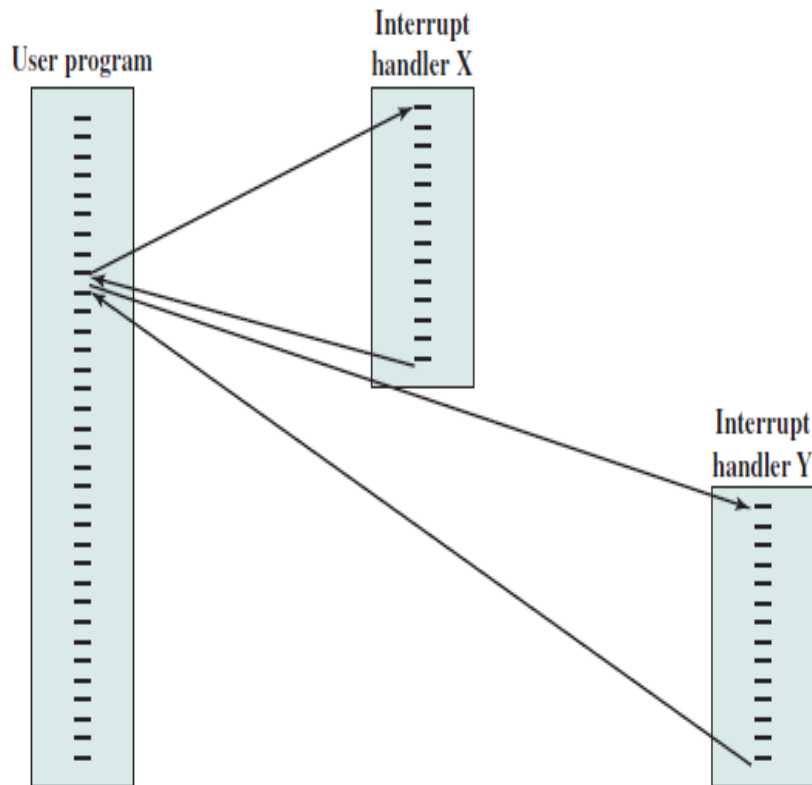 User program
Interrupt
handler X
Interrupt
handler Y